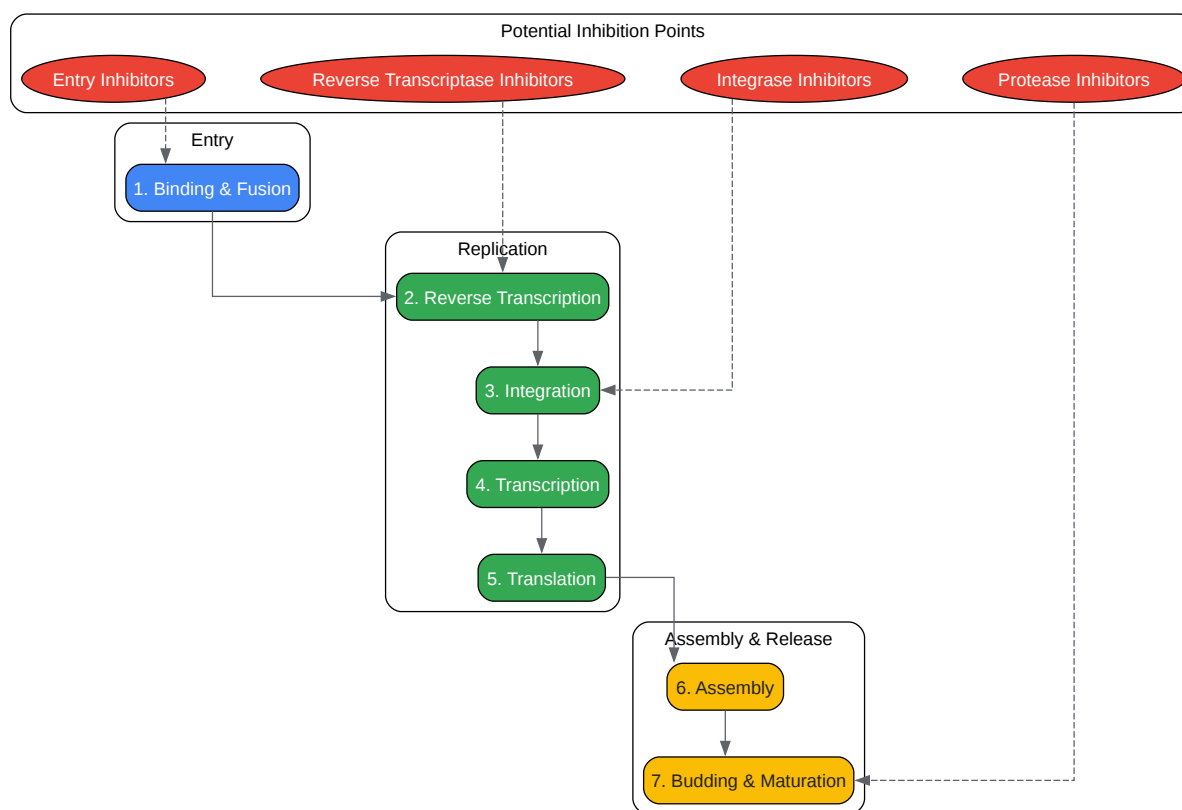 Potential Inhibition Points
Entry Inhibitors
Reverse Transcriptase Inhibitors
Integrase Inhibitors
Protease Inhibitors
Entry
1. Binding & Fusion
Replication
2. Reverse Transcription
3. Integration
4. Transcription
5. Translation
Assembly & Release
6. Assembly
7. Budding & Maturation